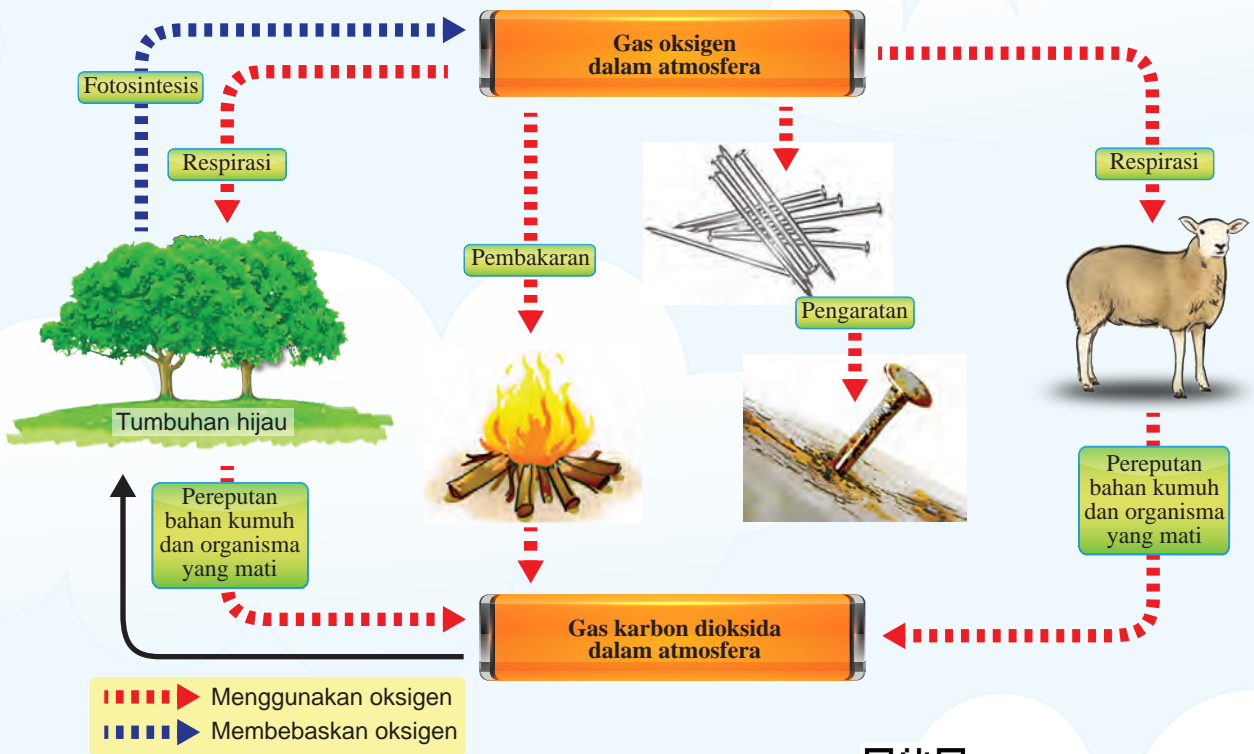 Gas oksigen
dalam atmosfera
Fotosintesis
Respirasi
Respirasi
Pembakaran
Pengaratan
Tumbuhan hijau
Pereputan
bahan kumuh
dan organisma
yang mati
Pereputan
bahan kumuh
dan organisma
yang mati
Gas karbon dioksida
dalam atmosfera
Menggunakan oksigen
Membebaskan oksigen